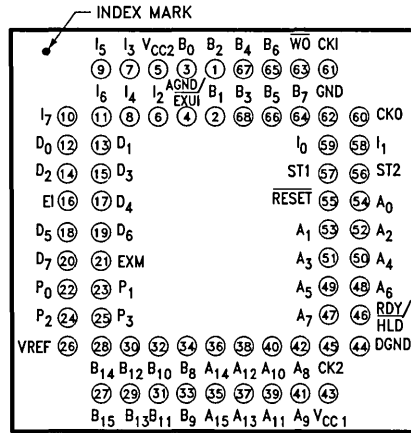 INDEX MARK
I5 I3 VCC2 B0 B2 B4 B6 W̅O̅ CKI
9 7 5 3 1 67 65 63 61
I6 I4 I2 A̅G̅N̅D̅/E̅X̅U̅I̅ B1 B3 B5 B7 GND
I7 10 11 8 6 4 2 68 66 64 62 60 CKO
D0 12 13 D1 I0 59 58 I1
D2 14 15 D3 ST1 57 56 ST2
EI 16 17 D4 R̅E̅S̅E̅T̅ 55 54 A0
D5 18 19 D6 A1 53 52 A2
D7 20 21 EXM A3 51 50 A4
P0 22 23 P1 A5 49 48 A6
P2 24 25 P3 A7 47 46 RDY/H̅L̅D̅
VREF 26 28 30 32 34 36 38 40 42 45 44 DGND
B14 B12 B10 B8 A14 A12 A10 A8 CK2
27 29 31 33 35 37 39 41 43
B15 B13 B11 B9 A15 A13 A11 A9 VCC1